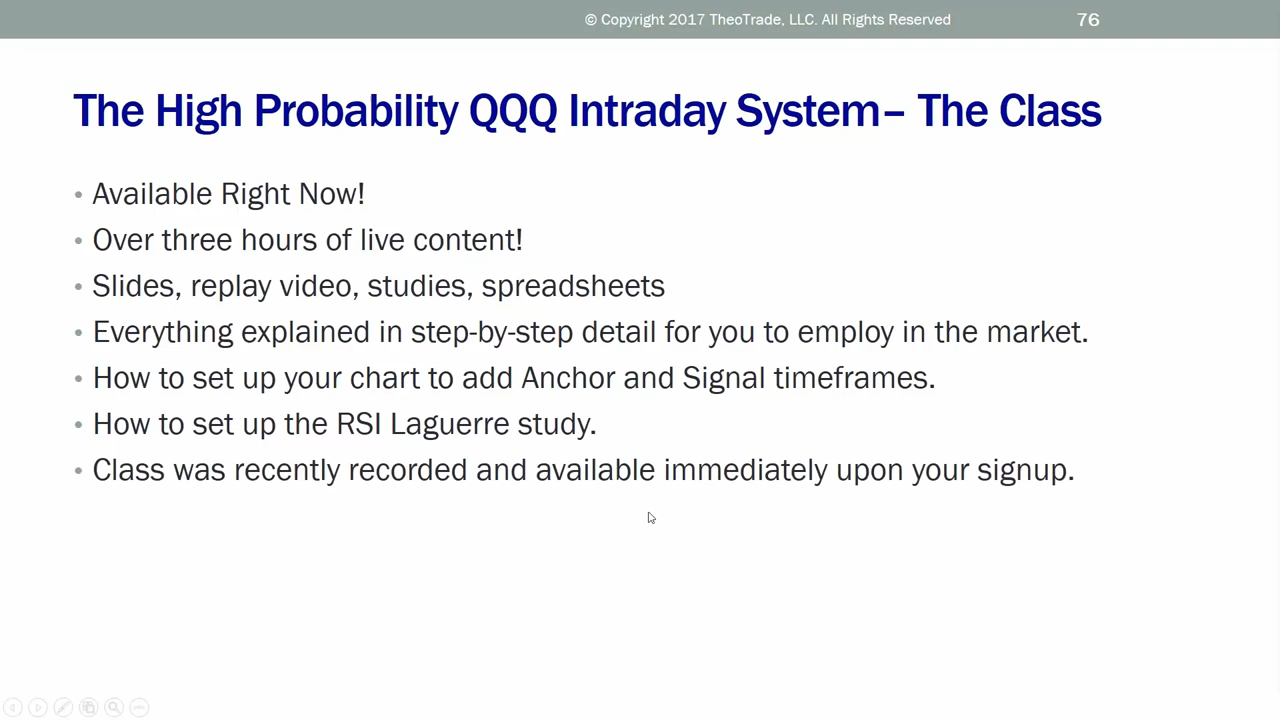 © Copyright 2017 TheoTrade, LLC. All Rights Reserved 76
The High Probability QQQ Intraday System– The Class
• Available Right Now!
• Over three hours of live content!
• Slides, replay video, studies, spreadsheets
• Everything explained in step-by-step detail for you to employ in the market.
• How to set up your chart to add Anchor and Signal timeframes.
• How to set up the RSI Laguerre study.
• Class was recently recorded and available immediately upon your signup.